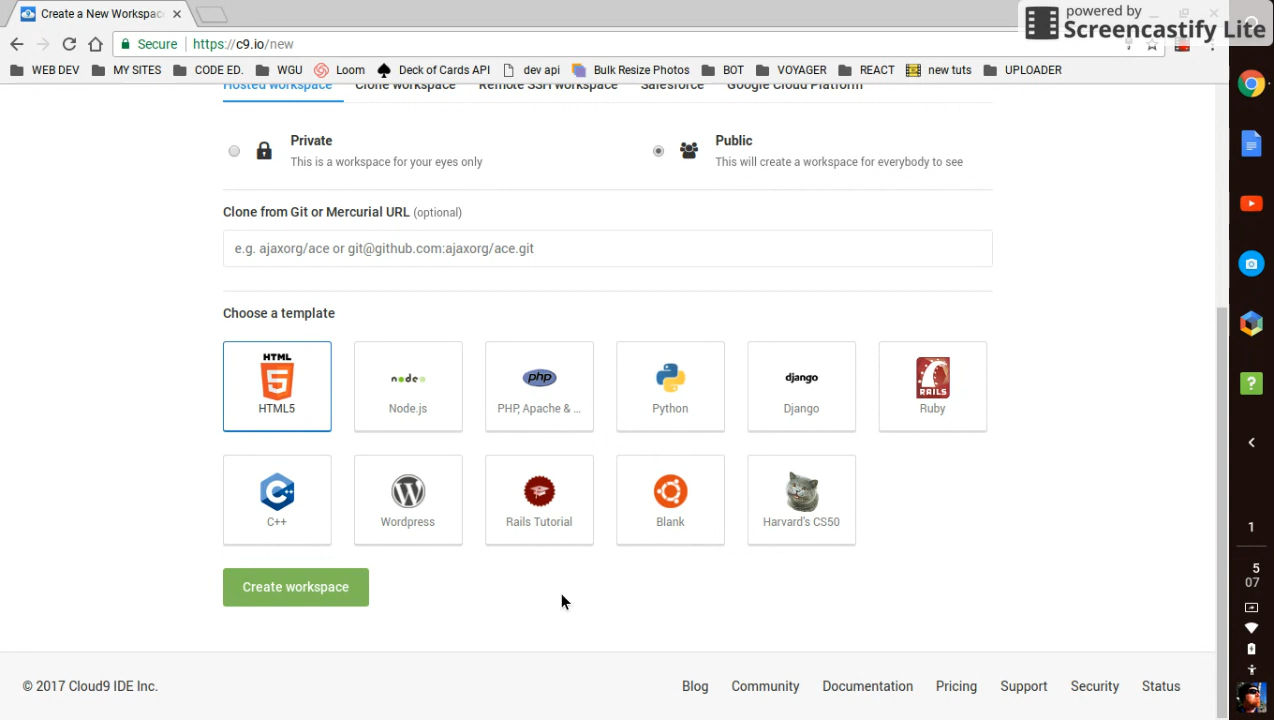 Create a New Workspac
powered by
Screencastify Lite
Secure
https://c9.io/new
WEB DEV
MY SITES
CODE ED.
WGU
Loom
Deck of Cards API
dev api
Bulk Resize Photos
BOT
VOYAGER
REACT
new tuts
UPLOADER
Hosted workspace
Clone workspace
Remote SSH workspace
Salesforce
Google Cloud Platform
Private
This is a workspace for your eyes only
Public
This will create a workspace for everybody to see
Clone from Git or Mercurial URL (optional)
e.g. ajaxorg/ace or git@github.com:ajaxorg/ace.git
Choose a template
HTML
5
HTML5
node
Node.js
php
PHP, Apache & ...
Python
django
Django
RAILS
Ruby
C++
C++
Wordpress
Rails Tutorial
Blank
Harvard's CS50
Create workspace
© 2017 Cloud9 IDE Inc.
Blog
Community
Documentation
Pricing
Support
Security
Status
1
5
07